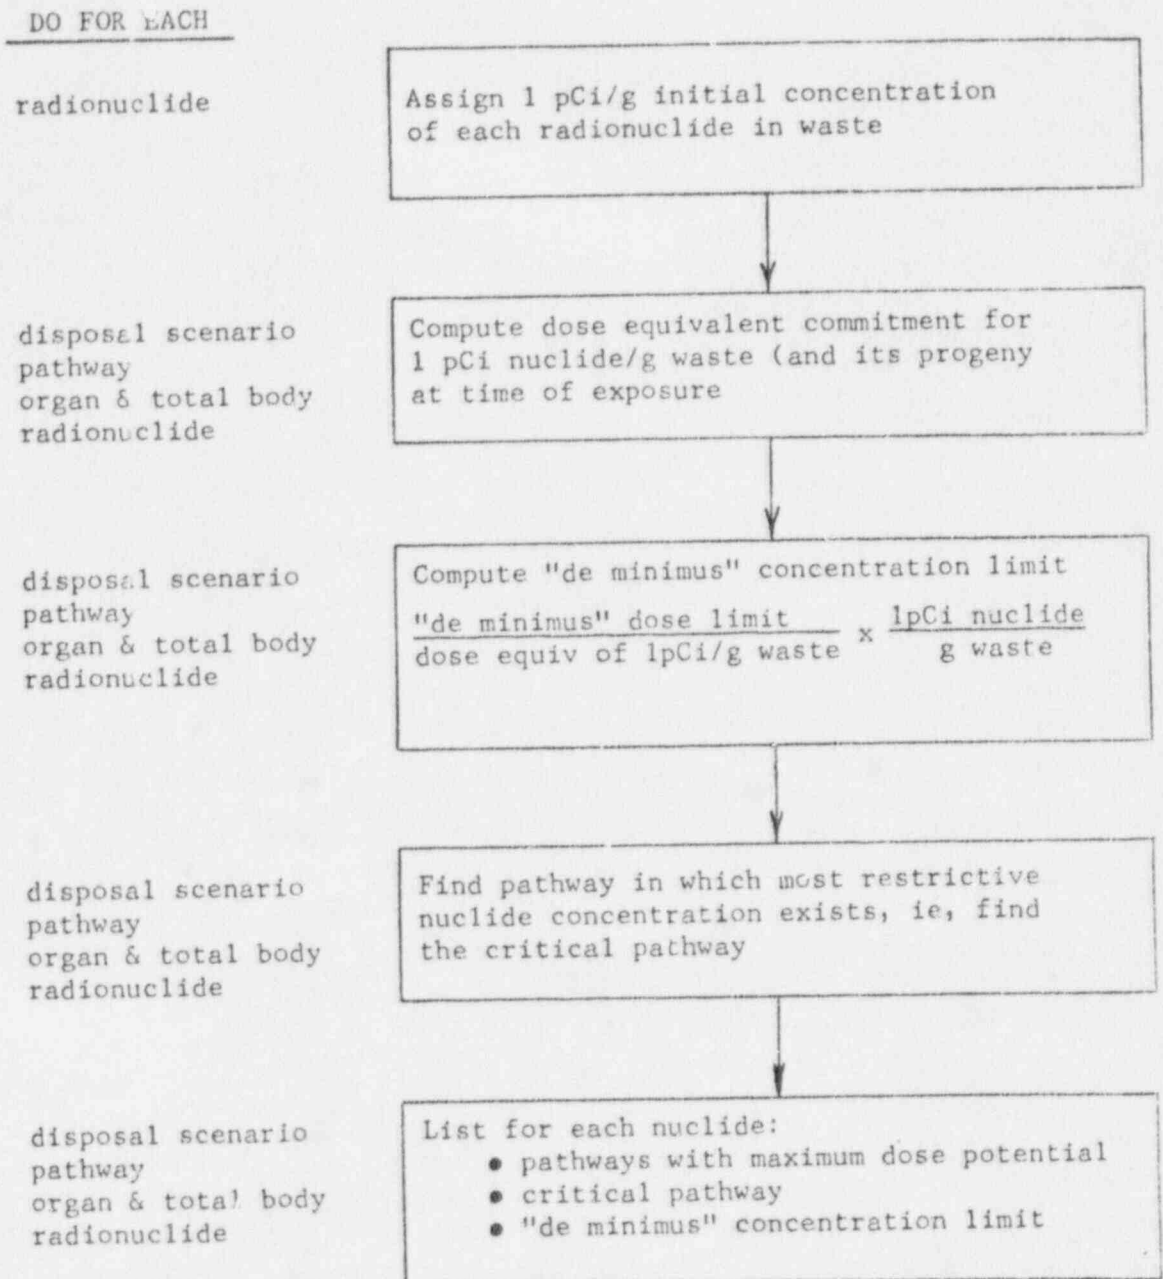 DO FOR EACH
radionuclide
Assign 1 pCi/g initial concentration
of each radionuclide in waste
disposal scenario
pathway
organ & total body
radionuclide
Compute dose equivalent commitment for
1 pCi nuclide/g waste (and its progeny
at time of exposure
disposal scenario
pathway
organ & total body
radionuclide
Compute "de minimus" concentration limit
"de minimus" dose limit
dose equiv of 1pCi/g waste
x
1pCi nuclide
g waste
disposal scenario
pathway
organ & total body
radionuclide
Find pathway in which most restrictive
nuclide concentration exists, ie, find
the critical pathway
disposal scenario
pathway
organ & total body
radionuclide
List for each nuclide:
• pathways with maximum dose potential
• critical pathway
• "de minimus" concentration limit